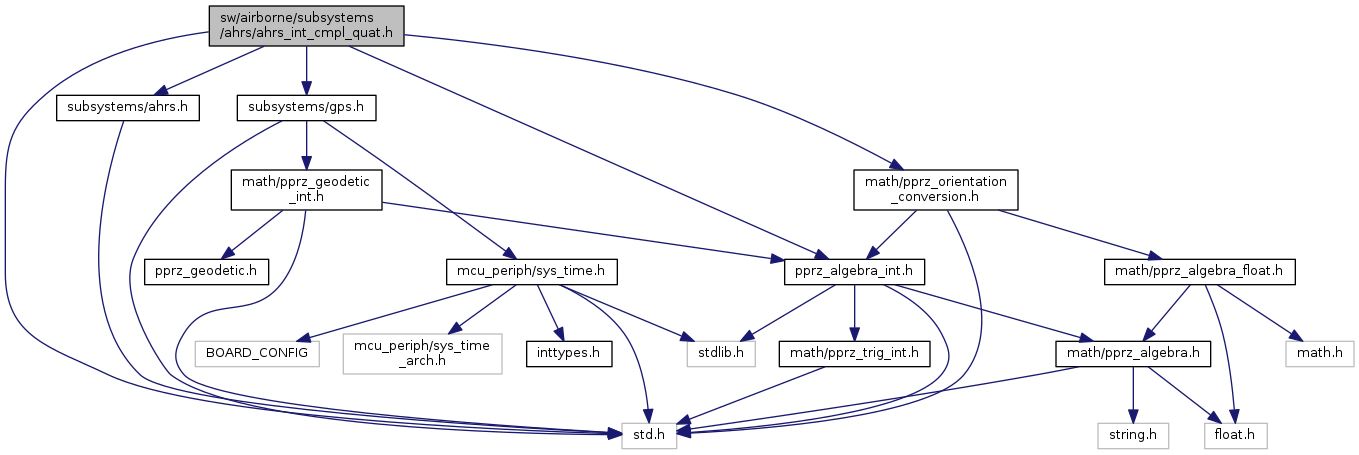 sw/airborne/subsystems
/ahrs/ahrs_int_cmpl_quat.h
subsystems/ahrs.h
subsystems/gps.h
math/pprz_geodetic
_int.h
math/pprz_orientation
_conversion.h
pprz_geodetic.h
mcu_periph/sys_time.h
pprz_algebra_int.h
math/pprz_algebra_float.h
BOARD_CONFIG
mcu_periph/sys_time
_arch.h
inttypes.h
stdlib.h
math/pprz_trig_int.h
math/pprz_algebra.h
math.h
std.h
string.h
float.h